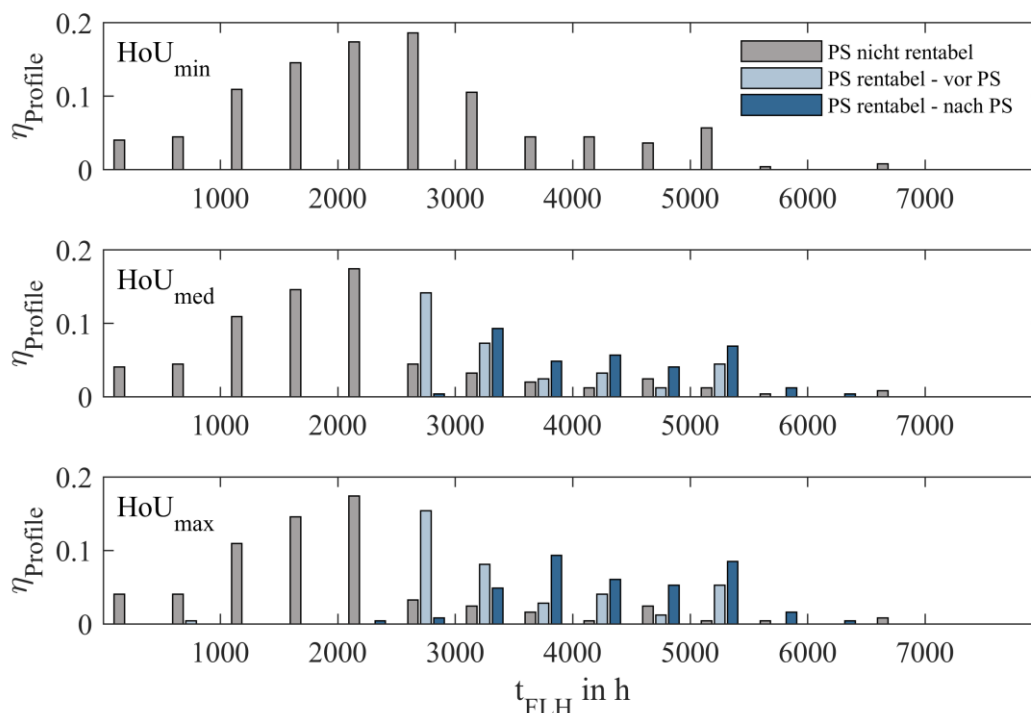 0.2
HoU_min
PS nicht rentabel
PS rentabel - vor PS
PS rentabel - nach PS
0.1
η_Profile
0
1000 2000 3000 4000 5000 6000 7000
0.2
HoU_med
0.1
η_Profile
0
1000 2000 3000 4000 5000 6000 7000
0.2
HoU_max
0.1
η_Profile
0
1000 2000 3000 4000 5000 6000 7000
t_FLH in h